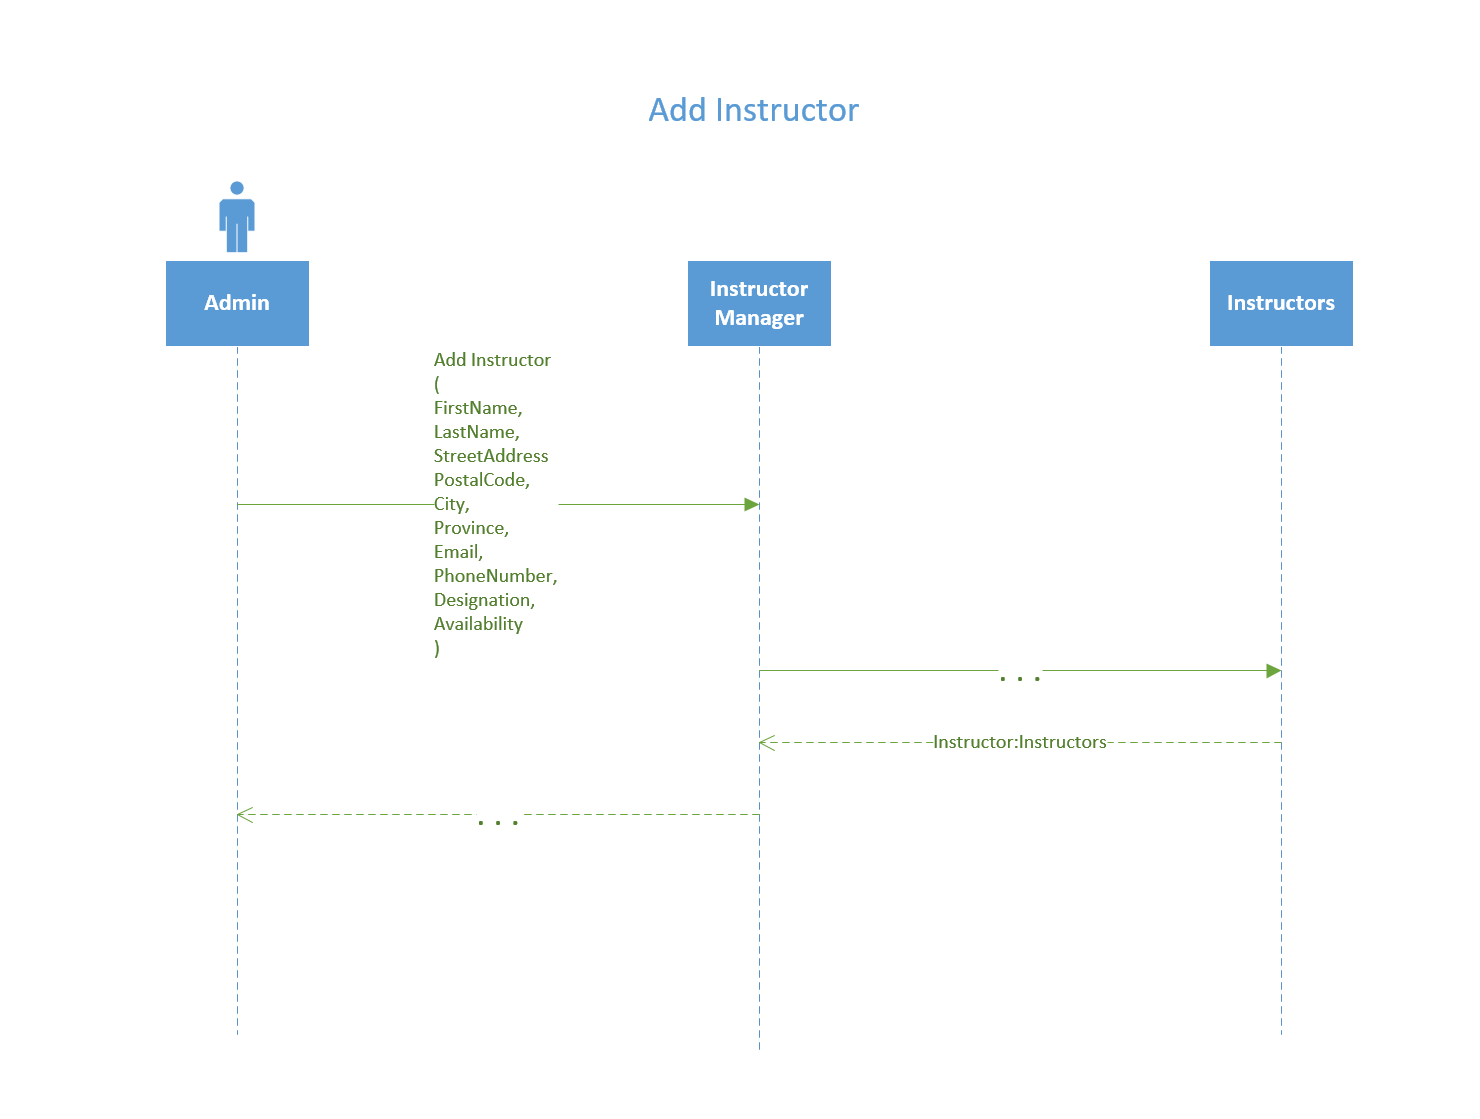 Add Instructor
Admin
Instructor
Manager
Instructors
Add Instructor
(
FirstName,
LastName,
StreetAddress
PostalCode,
City,
Province,
Email,
PhoneNumber,
Designation,
Availability
)
. . .
Instructor:Instructors
. . .